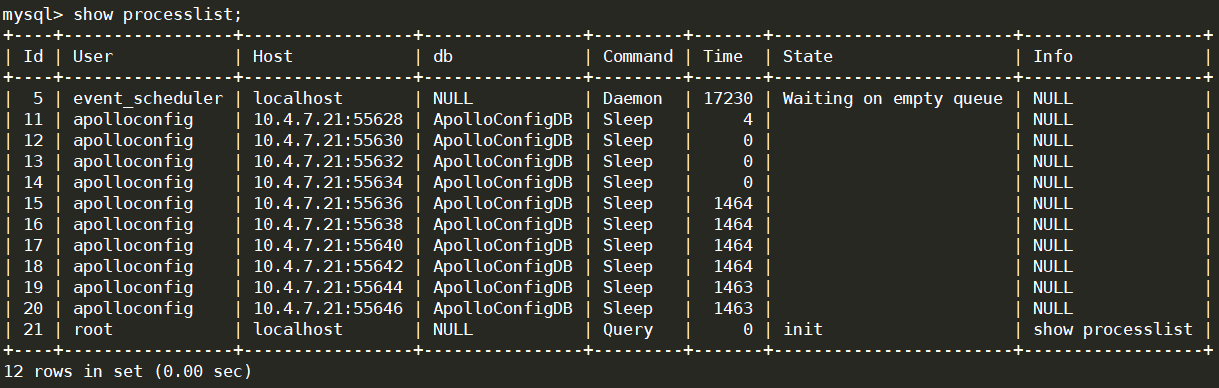 mysql> show processlist;
+----+-----------------+-----------------+----------------+---------+-------+------------------------+------------------+
| Id | User            | Host            | db             | Command | Time  | State                  | Info             |
+----+-----------------+-----------------+----------------+---------+-------+------------------------+------------------+
|  5 | event_scheduler | localhost       | NULL           | Daemon  | 17230 | Waiting on empty queue | NULL             |
| 11 | apolloconfig    | 10.4.7.21:55628 | ApolloConfigDB | Sleep   |     4 |                        | NULL             |
| 12 | apolloconfig    | 10.4.7.21:55630 | ApolloConfigDB | Sleep   |     0 |                        | NULL             |
| 13 | apolloconfig    | 10.4.7.21:55632 | ApolloConfigDB | Sleep   |     0 |                        | NULL             |
| 14 | apolloconfig    | 10.4.7.21:55634 | ApolloConfigDB | Sleep   |     0 |                        | NULL             |
| 15 | apolloconfig    | 10.4.7.21:55636 | ApolloConfigDB | Sleep   |  1464 |                        | NULL             |
| 16 | apolloconfig    | 10.4.7.21:55638 | ApolloConfigDB | Sleep   |  1464 |                        | NULL             |
| 17 | apolloconfig    | 10.4.7.21:55640 | ApolloConfigDB | Sleep   |  1464 |                        | NULL             |
| 18 | apolloconfig    | 10.4.7.21:55642 | ApolloConfigDB | Sleep   |  1464 |                        | NULL             |
| 19 | apolloconfig    | 10.4.7.21:55644 | ApolloConfigDB | Sleep   |  1463 |                        | NULL             |
| 20 | apolloconfig    | 10.4.7.21:55646 | ApolloConfigDB | Sleep   |  1463 |                        | NULL             |
| 21 | root            | localhost       | NULL           | Query   |     0 | init                   | show processlist |
+----+-----------------+-----------------+----------------+---------+-------+------------------------+------------------+
12 rows in set (0.00 sec)